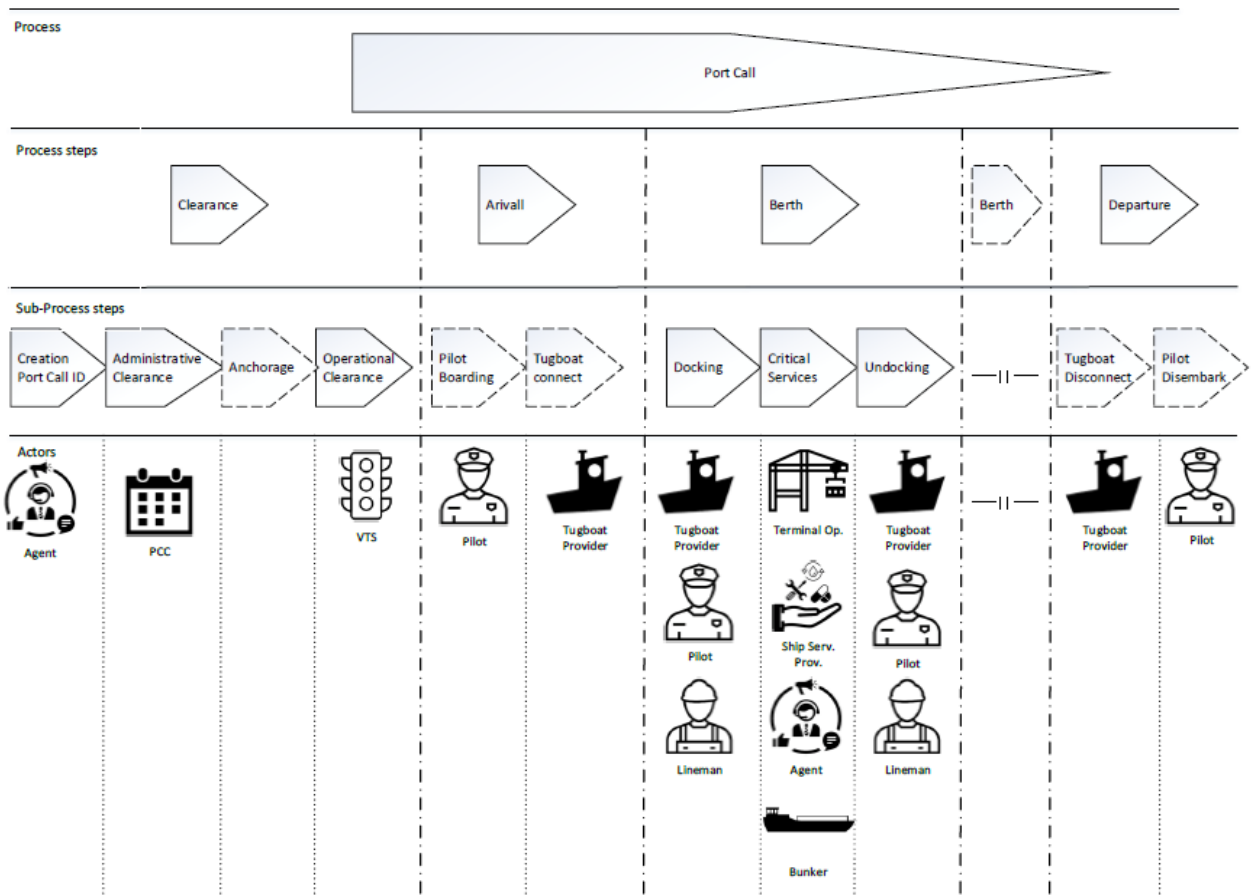 Process
Port Call
Process steps
Clearance
Arivall
Berth
Berth
Departure
Sub-Process steps
Creation
Port Call ID
Administrative
Clearance
Anchorage
Operational
Clearance
Pilot
Boarding
Tugboat
connect
Docking
Critical
Services
Undocking
Tugboat
Disconnect
Pilot
Disembark
Actors
Agent
PCC
VTS
Pilot
Tugboat
Provider
Tugboat
Provider
Terminal Op.
Tugboat
Provider
Tugboat
Provider
Pilot
Pilot
Ship Serv.
Prov.
Pilot
Lineman
Agent
Lineman
Bunker